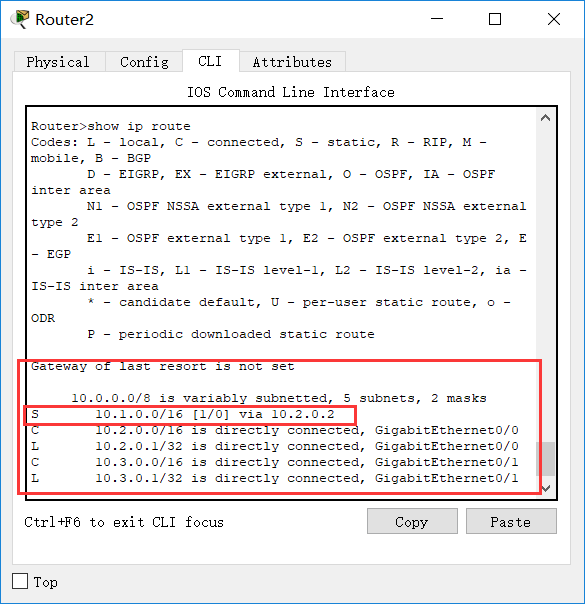 Router2
Physical Config CLI Attributes
IOS Command Line Interface
Router>show ip route
Codes: L - local, C - connected, S - static, R - RIP, M -
mobile, B - BGP
D - EIGRP, EX - EIGRP external, O - OSPF, IA - OSPF
inter area
N1 - OSPF NSSA external type 1, N2 - OSPF NSSA external
type 2
E1 - OSPF external type 1, E2 - OSPF external type 2, E
- EGP
i - IS-IS, L1 - IS-IS level-1, L2 - IS-IS level-2, ia -
IS-IS inter area
* - candidate default, U - per-user static route, o -
ODR
P - periodic downloaded static route
Gateway of last resort is not set
10.0.0.0/8 is variably subnetted, 5 subnets, 2 masks
S 10.1.0.0/16 [1/0] via 10.2.0.2
C 10.2.0.0/16 is directly connected, GigabitEthernet0/0
L 10.2.0.1/32 is directly connected, GigabitEthernet0/0
C 10.3.0.0/16 is directly connected, GigabitEthernet0/1
L 10.3.0.1/32 is directly connected, GigabitEthernet0/1
Ctrl+F6 to exit CLI focus
Copy Paste
Top